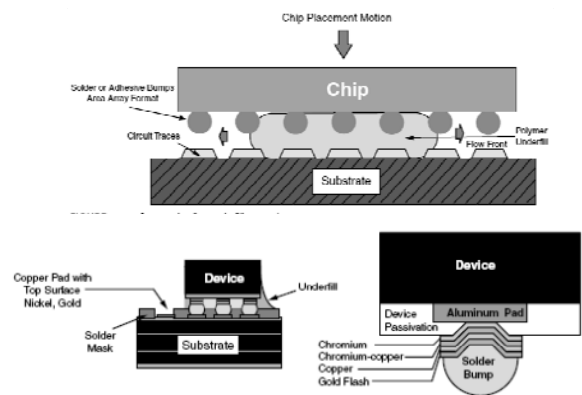 Chip Placement Motion
Chip
Solder or Adhesive Bumps
Area Array Format
Circuit Traces
Polymer
Underfill
Flow Front
Substrate
Copper Pad with
Top Surface
Nickel, Gold
Device
Underfill
Solder
Mask
Substrate
Device
Device
Passivation
Aluminum Pad
Chromium
Chromium-copper
Copper
Gold Flash
Solder
Bump